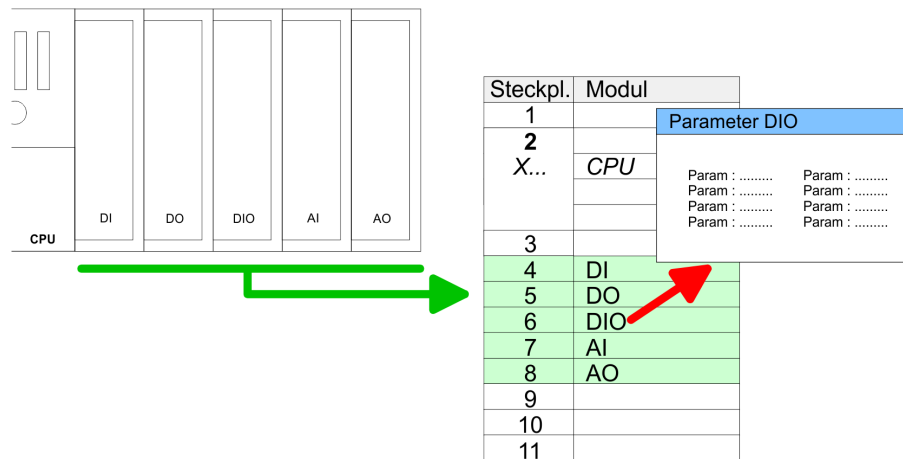 DI DO DIO AI AO
CPU
Steckpl. Modul
1
2
X... CPU
3
4 DI
5 DO
6 DIO
7 AI
8 AO
9
10
11
Parameter DIO
Param : ......... Param : .........
Param : ......... Param : .........
Param : ......... Param : .........
Param : ......... Param : .........